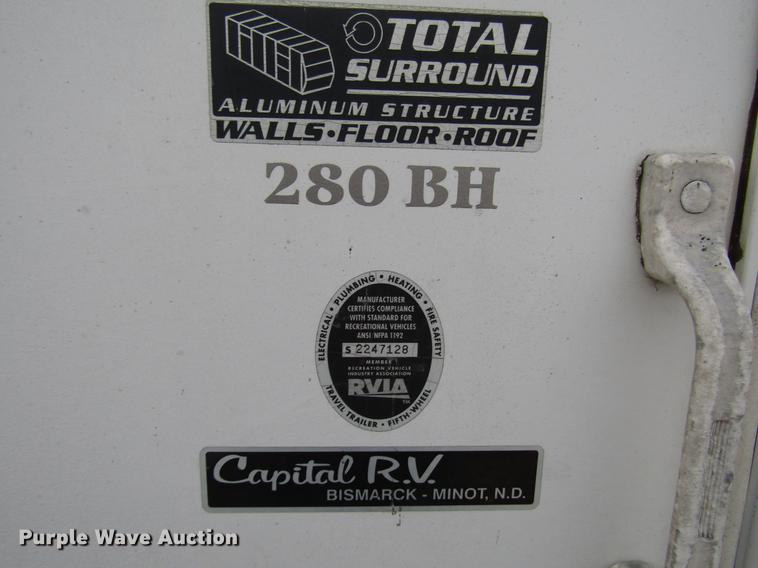 TOTAL
SURROUND
ALUMINUM STRUCTURE
WALLS•FLOOR•ROOF
280 BH
ELECTRICAL • PLUMBING • HEATING • FIRE SAFETY
MANUFACTURER
CERTIFIES COMPLIANCE
WITH STANDARD FOR
RECREATIONAL VEHICLES
ANSI/NFPA 1192
S 2247128
MEMBER
RECREATION VEHICLE
INDUSTRY ASSOCIATION
RVIA
TM
TRAVEL TRAILER • FIFTH-WHEEL
Capital R.V.
BISMARCK - MINOT, N.D.
Purple Wave Auction